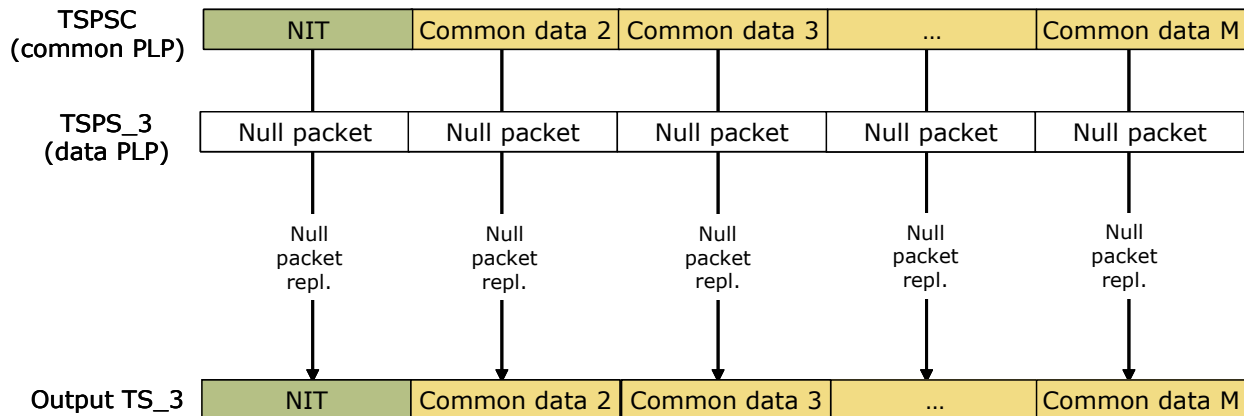 TSPSC
(common PLP)
NIT
Common data 2
Common data 3
...
Common data M
TSPS_3
(data PLP)
Null packet
Null packet
Null packet
Null packet
Null packet
Null
packet
repl.
Null
packet
repl.
Null
packet
repl.
Null
packet
repl.
Null
packet
repl.
Output TS_3
NIT
Common data 2
Common data 3
...
Common data M